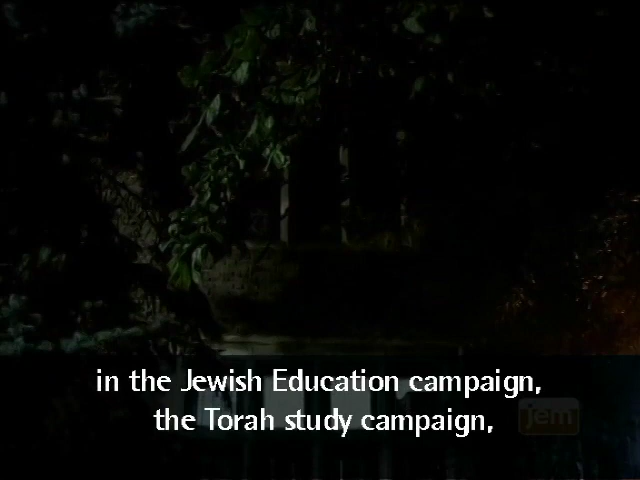 in the Jewish Education campaign,
the Torah study campaign,
jem